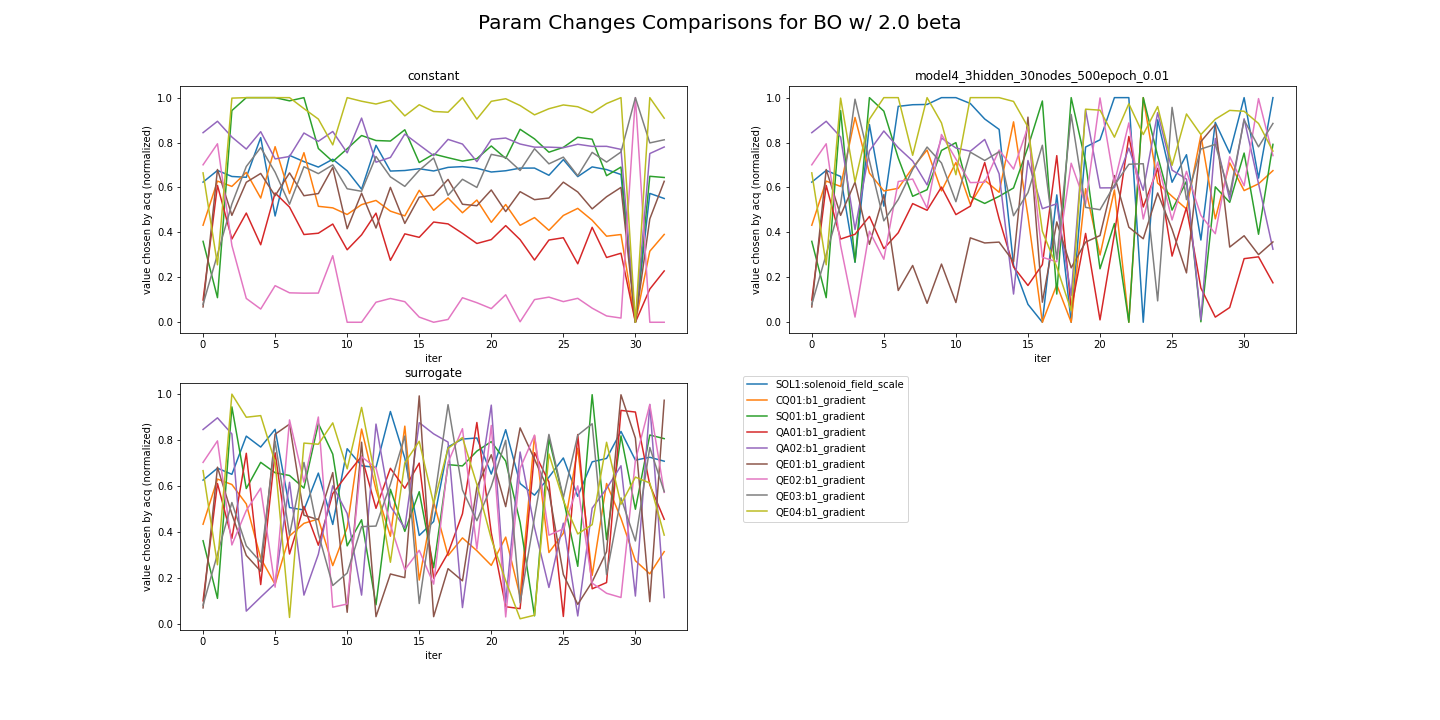 Param Changes Comparisons for BO w/ 2.0 beta
constant
1.0
0.8
0.6
0.4
0.2
0.0
value chosen by acq (normalized)
0 5 10 15 20 25 30
iter
model4_3hidden_30nodes_500epoch_0.01
1.0
0.8
0.6
0.4
0.2
0.0
value chosen by acq (normalized)
0 5 10 15 20 25 30
iter
surrogate
1.0
0.8
0.6
0.4
0.2
0.0
value chosen by acq (normalized)
0 5 10 15 20 25 30
iter
SOL1:solenoid_field_scale
CQ01:b1_gradient
SQ01:b1_gradient
QA01:b1_gradient
QA02:b1_gradient
QE01:b1_gradient
QE02:b1_gradient
QE03:b1_gradient
QE04:b1_gradient